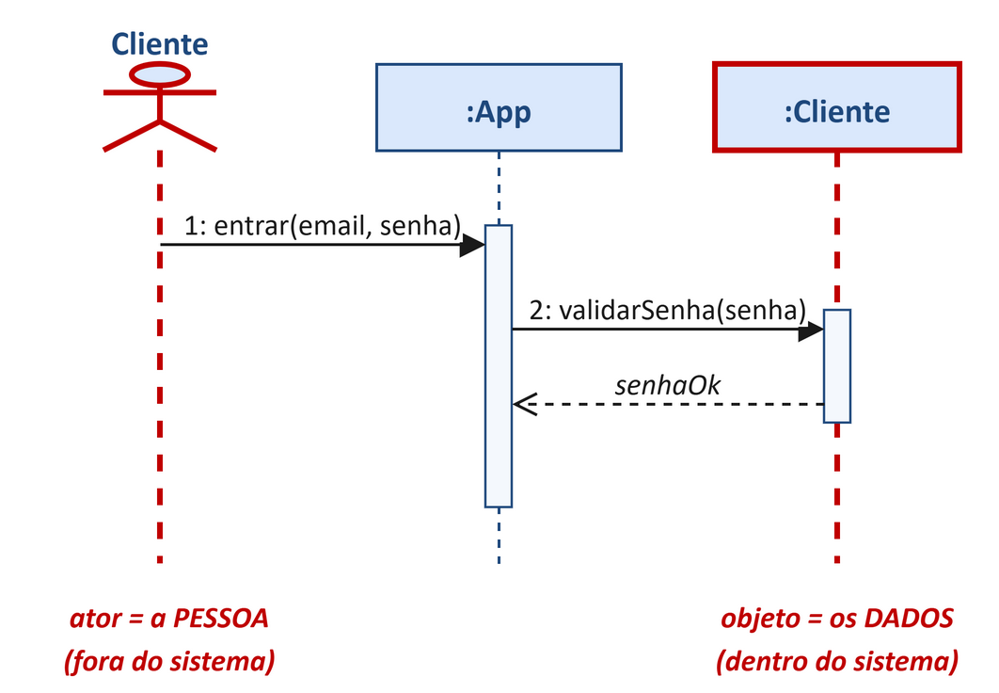 Cliente
:App
:Cliente
1: entrar(email, senha)
2: validarSenha(senha)
senhaOk
ator = a PESSOA
(fora do sistema)
objeto = os DADOS
(dentro do sistema)